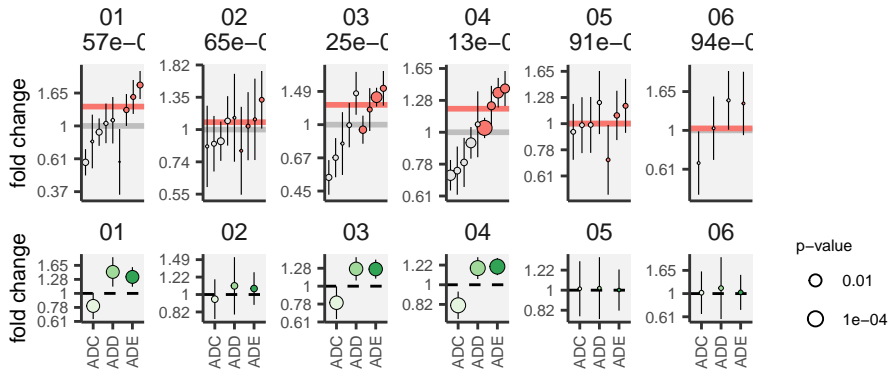 01 02 03 04 05 06
57e−0 65e−0 25e−0 13e−0 91e−0 94e−0
fold change
1.65 1 0.61 0.37
1.82 1.35 1 0.74 0.55
1.49 1 0.67 0.45
1.65 1.28 1 0.78 0.61
1.65 1.28 1 0.78 0.61
1.65 1 0.61
01 02 03 04 05 06
fold change
1.65 1.28 1 0.78 0.61
1.49 1.22 1 0.82
1.28 1 0.78 0.61
1.22 1 0.82
1.22 1 0.82
1.65 1 0.61
ADC ADD ADE ADC ADD ADE ADC ADD ADE ADC ADD ADE ADC ADD ADE ADC ADD ADE
p−value
0.01
1e−04